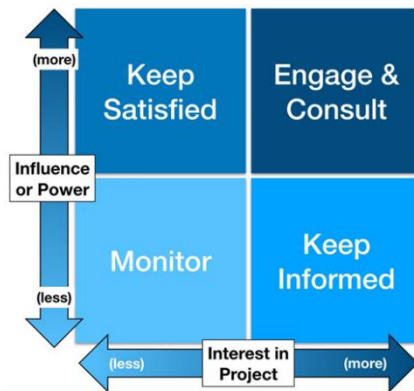 (more)
Keep
Satisfied
Engage &
Consult
Influence
or Power
Monitor
Keep
Informed
(less)
(less)
Interest in
Project
(more)